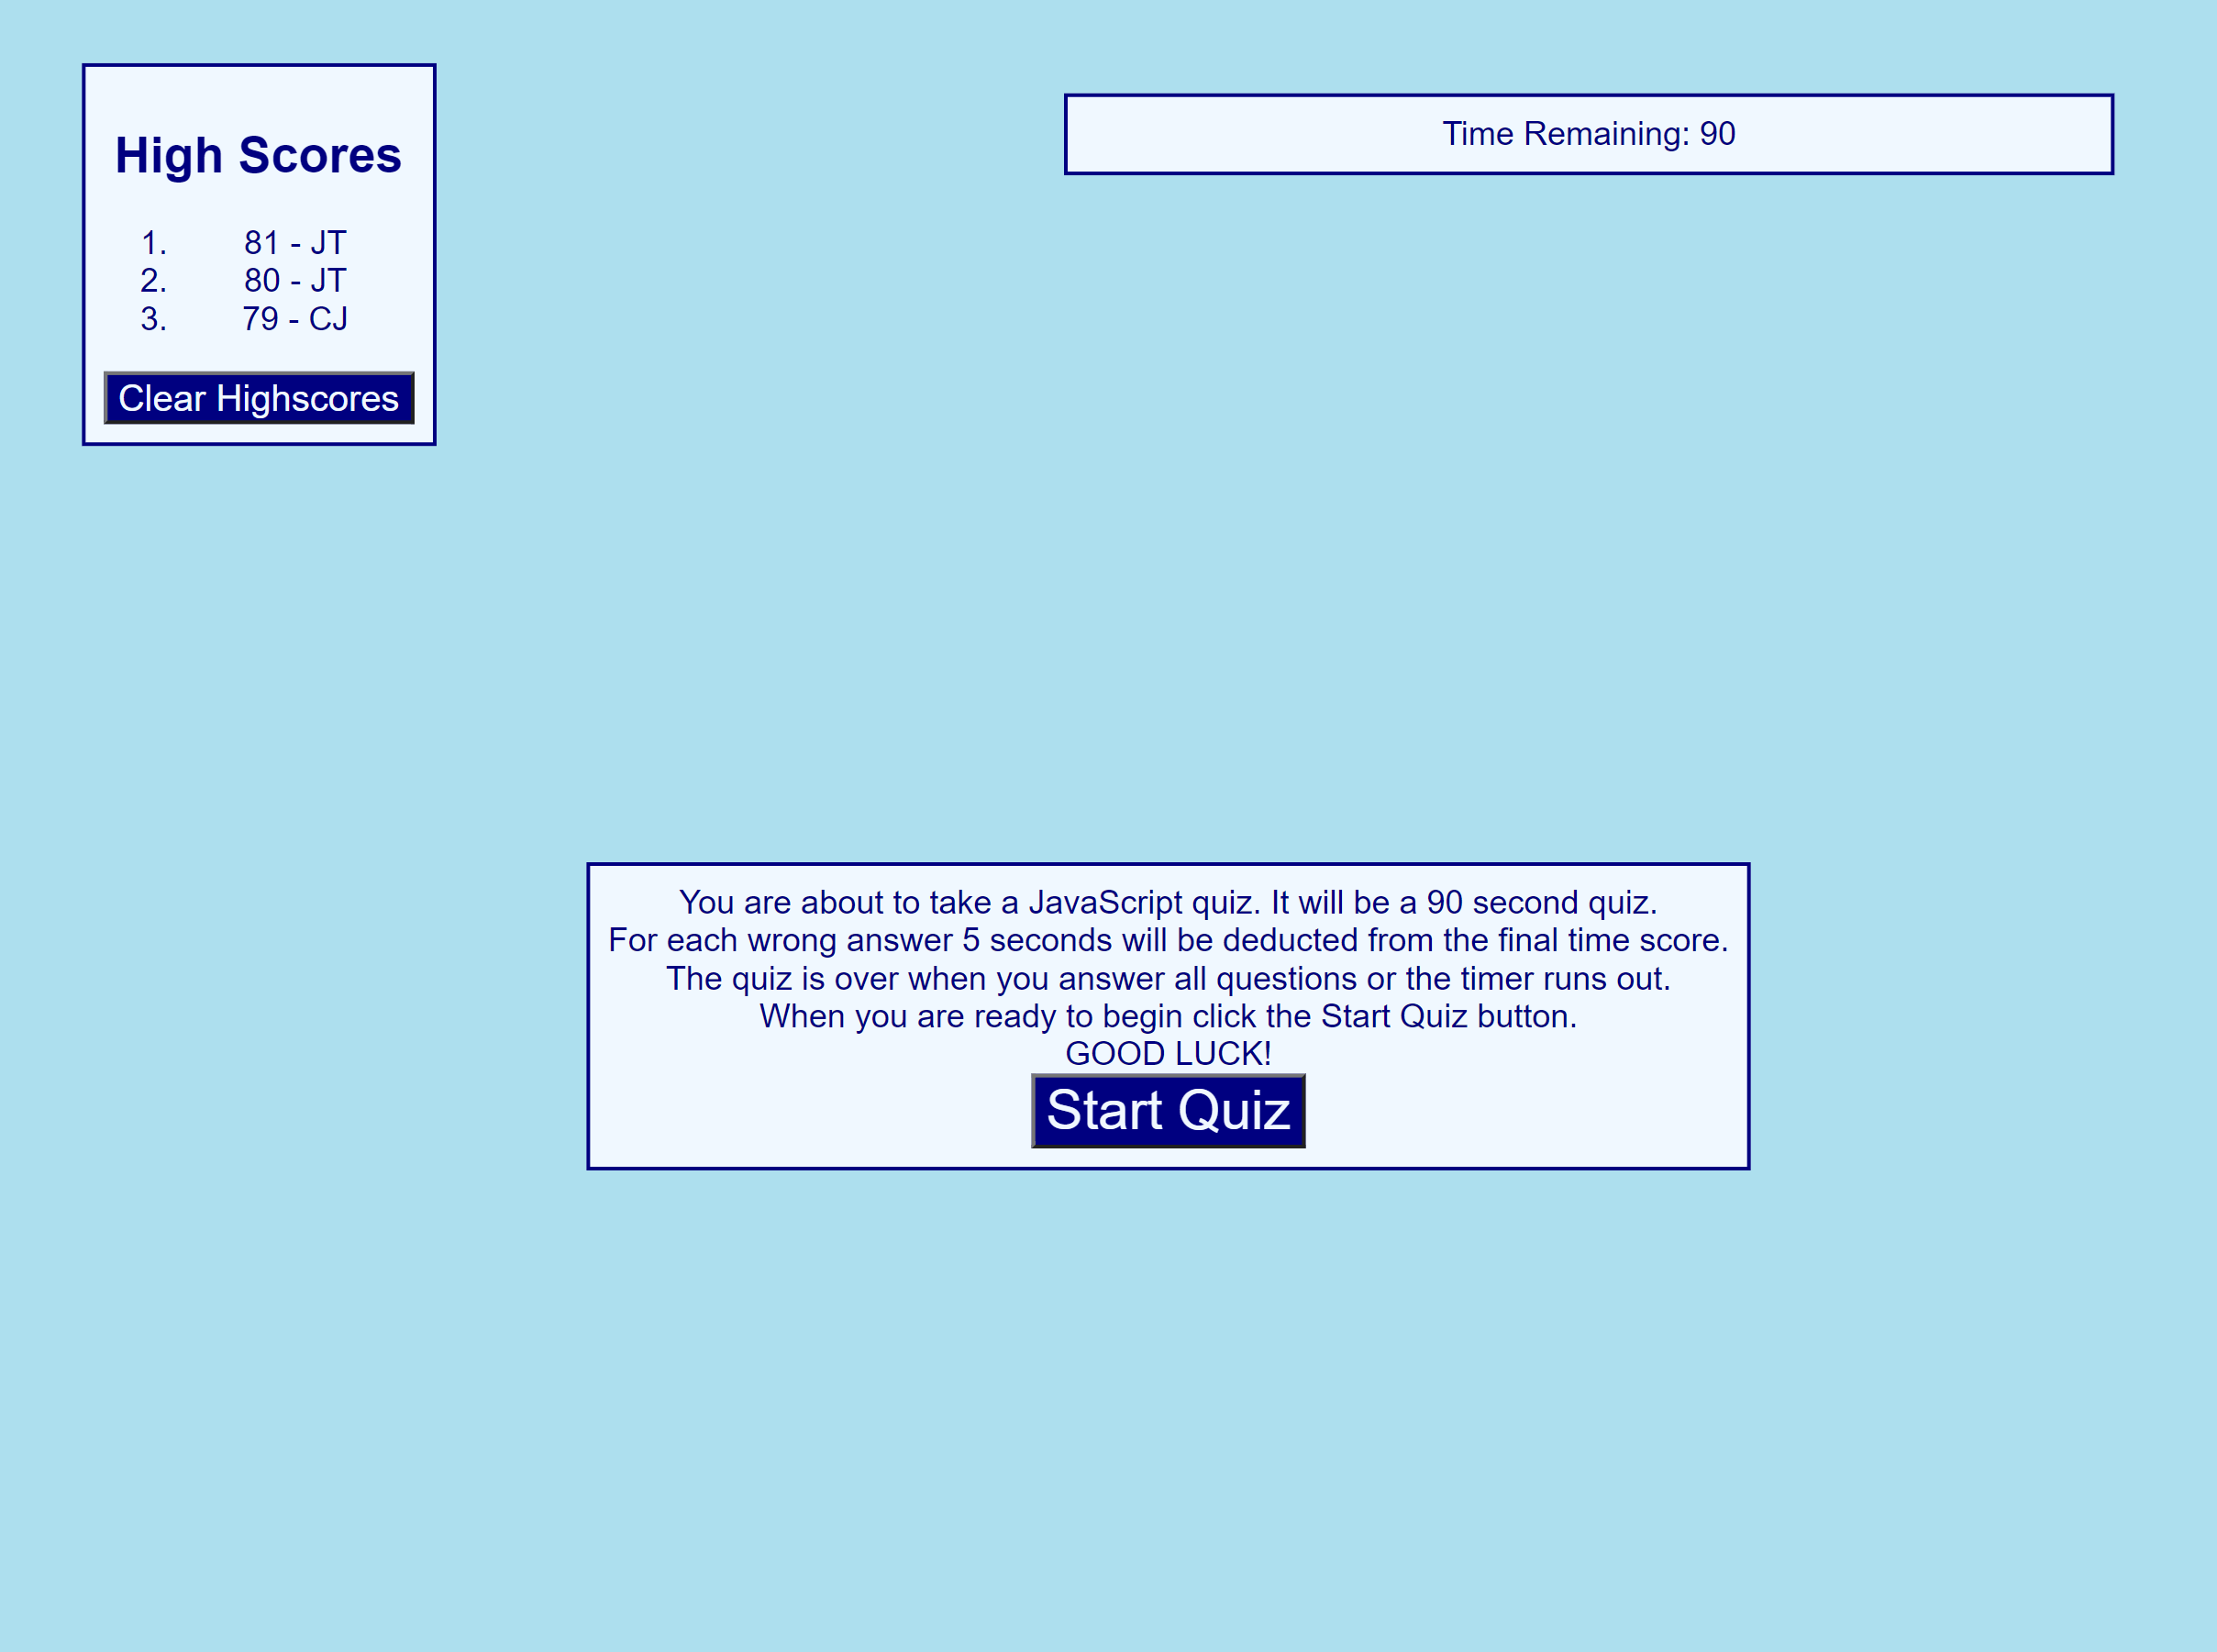 High Scores
1. 81 - JT
2. 80 - JT
3. 79 - CJ
Clear Highscores
Time Remaining: 90
You are about to take a JavaScript quiz. It will be a 90 second quiz.
For each wrong answer 5 seconds will be deducted from the final time score.
The quiz is over when you answer all questions or the timer runs out.
When you are ready to begin click the Start Quiz button.
GOOD LUCK!
Start Quiz